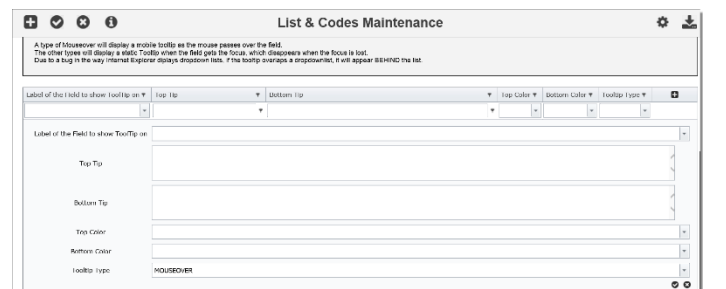 List & Codes Maintenance
A type of Mouseover will display a mobile tooltip as the mouse passes over the field.
The other types will display a static Tooltip when the field gets the focus, which disappears when the focus is lost.
Due to a bug in the way Internet Explorer diplays dropdown lists. If the tooltip overlaps a dropdownlist, it will appear BEHIND the list.
Label of the Field to show ToolTip on Top Tip Bottom Tip Top Color Bottom Color Tooltip Type
Label of the Field to show ToolTip on
Top Tip
Bottom Tip
Top Color
Bottom Color
Tooltip Type MOUSEOVER